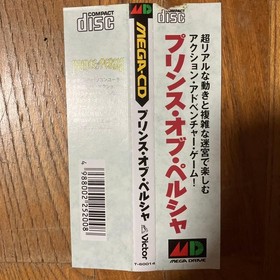 COMPACT
disc
4988002252008
MD
MEGA-CD
プリンス・オブ・ペルシャ
Victor
T-60014
COMPACT
disc
超リアルな動きと複雑な迷宮で楽しむ
アクション・アドベンチャー・ゲーム!
プリンス・オブ・ペルシャ
MD
MEGA DRIVE